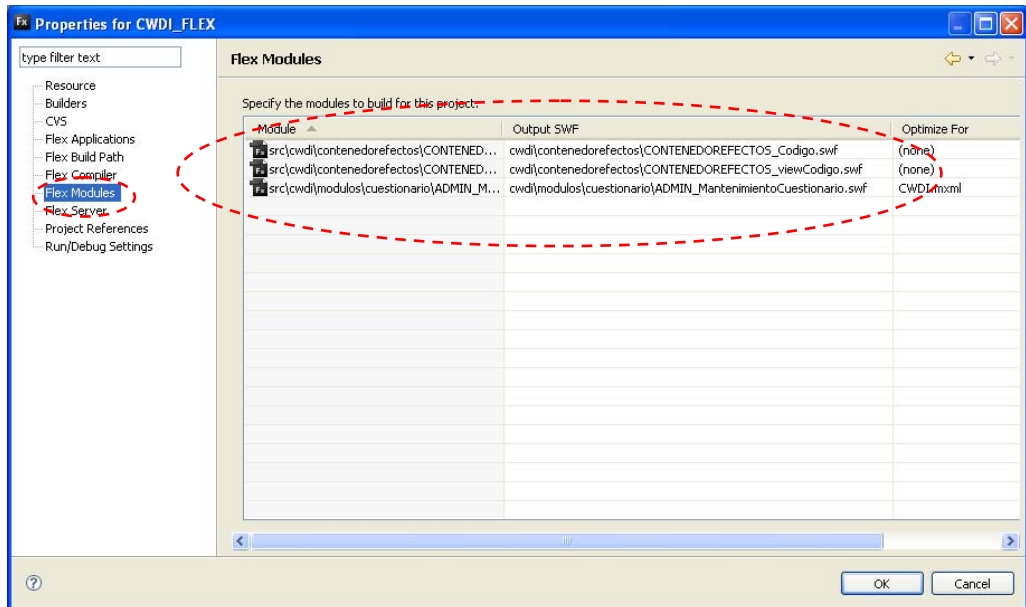 Fx Properties for CWDI_FLEX
type filter text
Resource
Builders
CVS
Flex Applications
Flex Build Path
Flex Compiler
Flex Modules
Flex Server
Project References
Run/Debug Settings
Flex Modules
Specify the modules to build for this project:
Module Output SWF Optimize For
src\cwdi\contenedorefectos\CONTENED... cwdi\contenedorefectos\CONTENEDOREFECTOS_Codigo.swf (none)
src\cwdi\contenedorefectos\CONTENED... cwdi\contenedorefectos\CONTENEDOREFECTOS_viewCodigo.swf (none)
src\cwdi\modulos\cuestionario\ADMIN_M... cwdi\modulos\cuestionario\ADMIN_MantenimientoCuestionario.swf CWDI.mxml
OK Cancel